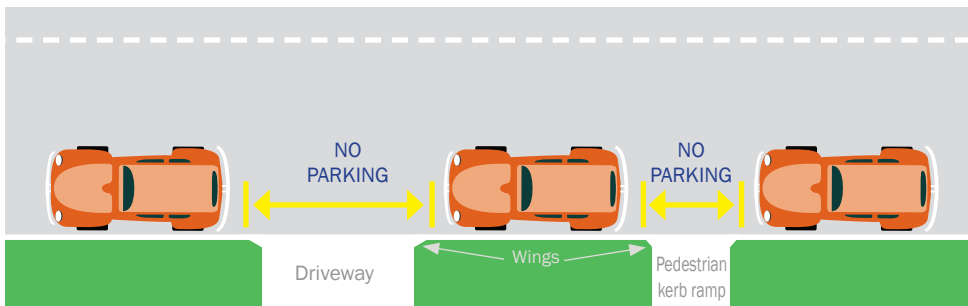 NO
PARKING
NO
PARKING
Wings
Driveway
Pedestrian
kerb ramp